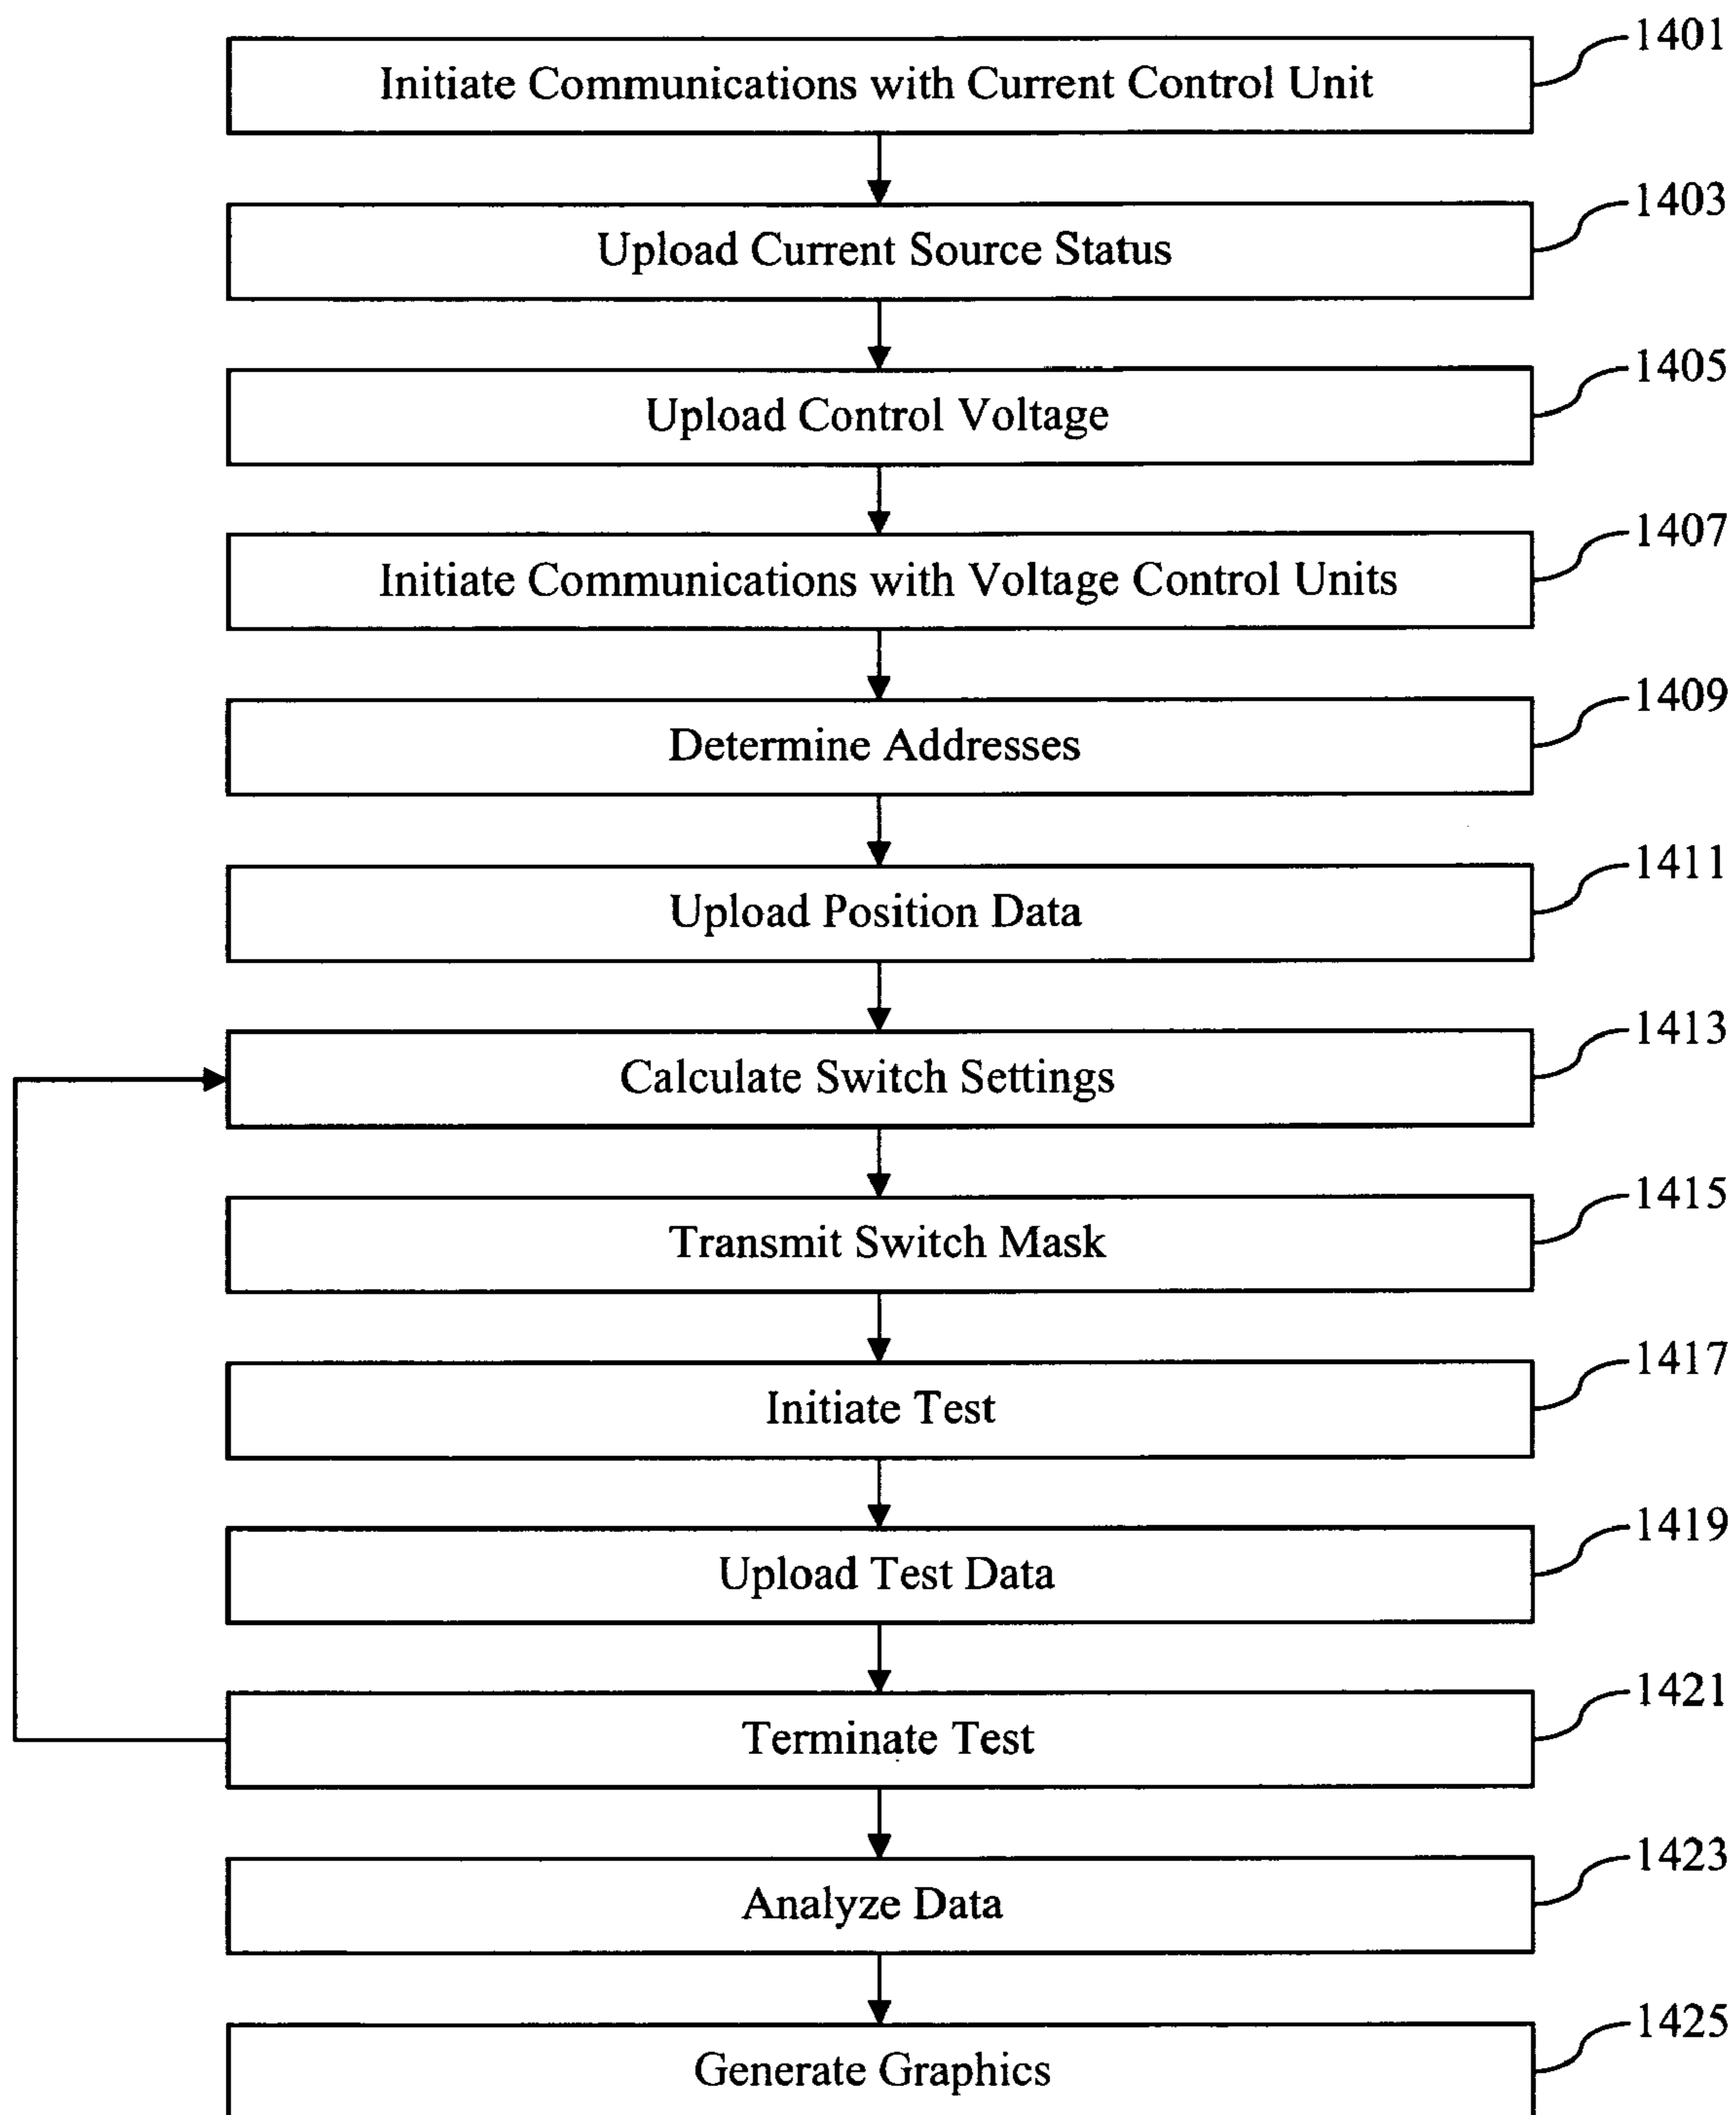 1401
Initiate Communications with Current Control Unit
1403
Upload Current Source Status
1405
Upload Control Voltage
1407
Initiate Communications with Voltage Control Units
1409
Determine Addresses
1411
Upload Position Data
1413
Calculate Switch Settings
1415
Transmit Switch Mask
1417
Initiate Test
1419
Upload Test Data
1421
Terminate Test
1423
Analyze Data
1425
Generate Graphics